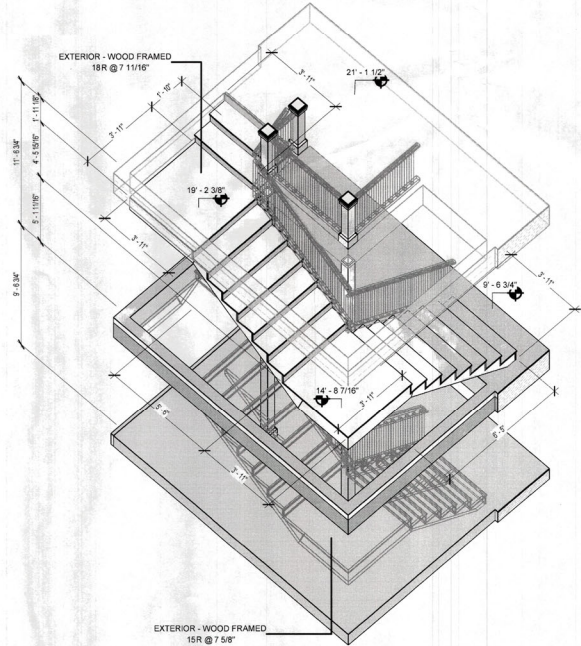 EXTERIOR - WOOD FRAMED
18R @ 7 11/16"
3' - 11"
21' - 1 1/2"
1' - 10"
3' - 11"
1' - 11 1/8"
11' - 6 3/4"
4' - 5 15/16"
19' - 2 3/8"
5' - 1 11/16"
3' - 11"
3' - 11"
9' - 6 3/4"
9' - 6 3/4"
14' - 8 7/16"
3' - 11"
5' - 6"
6' - 5"
3' - 11"
EXTERIOR - WOOD FRAMED
15R @ 7 5/8"